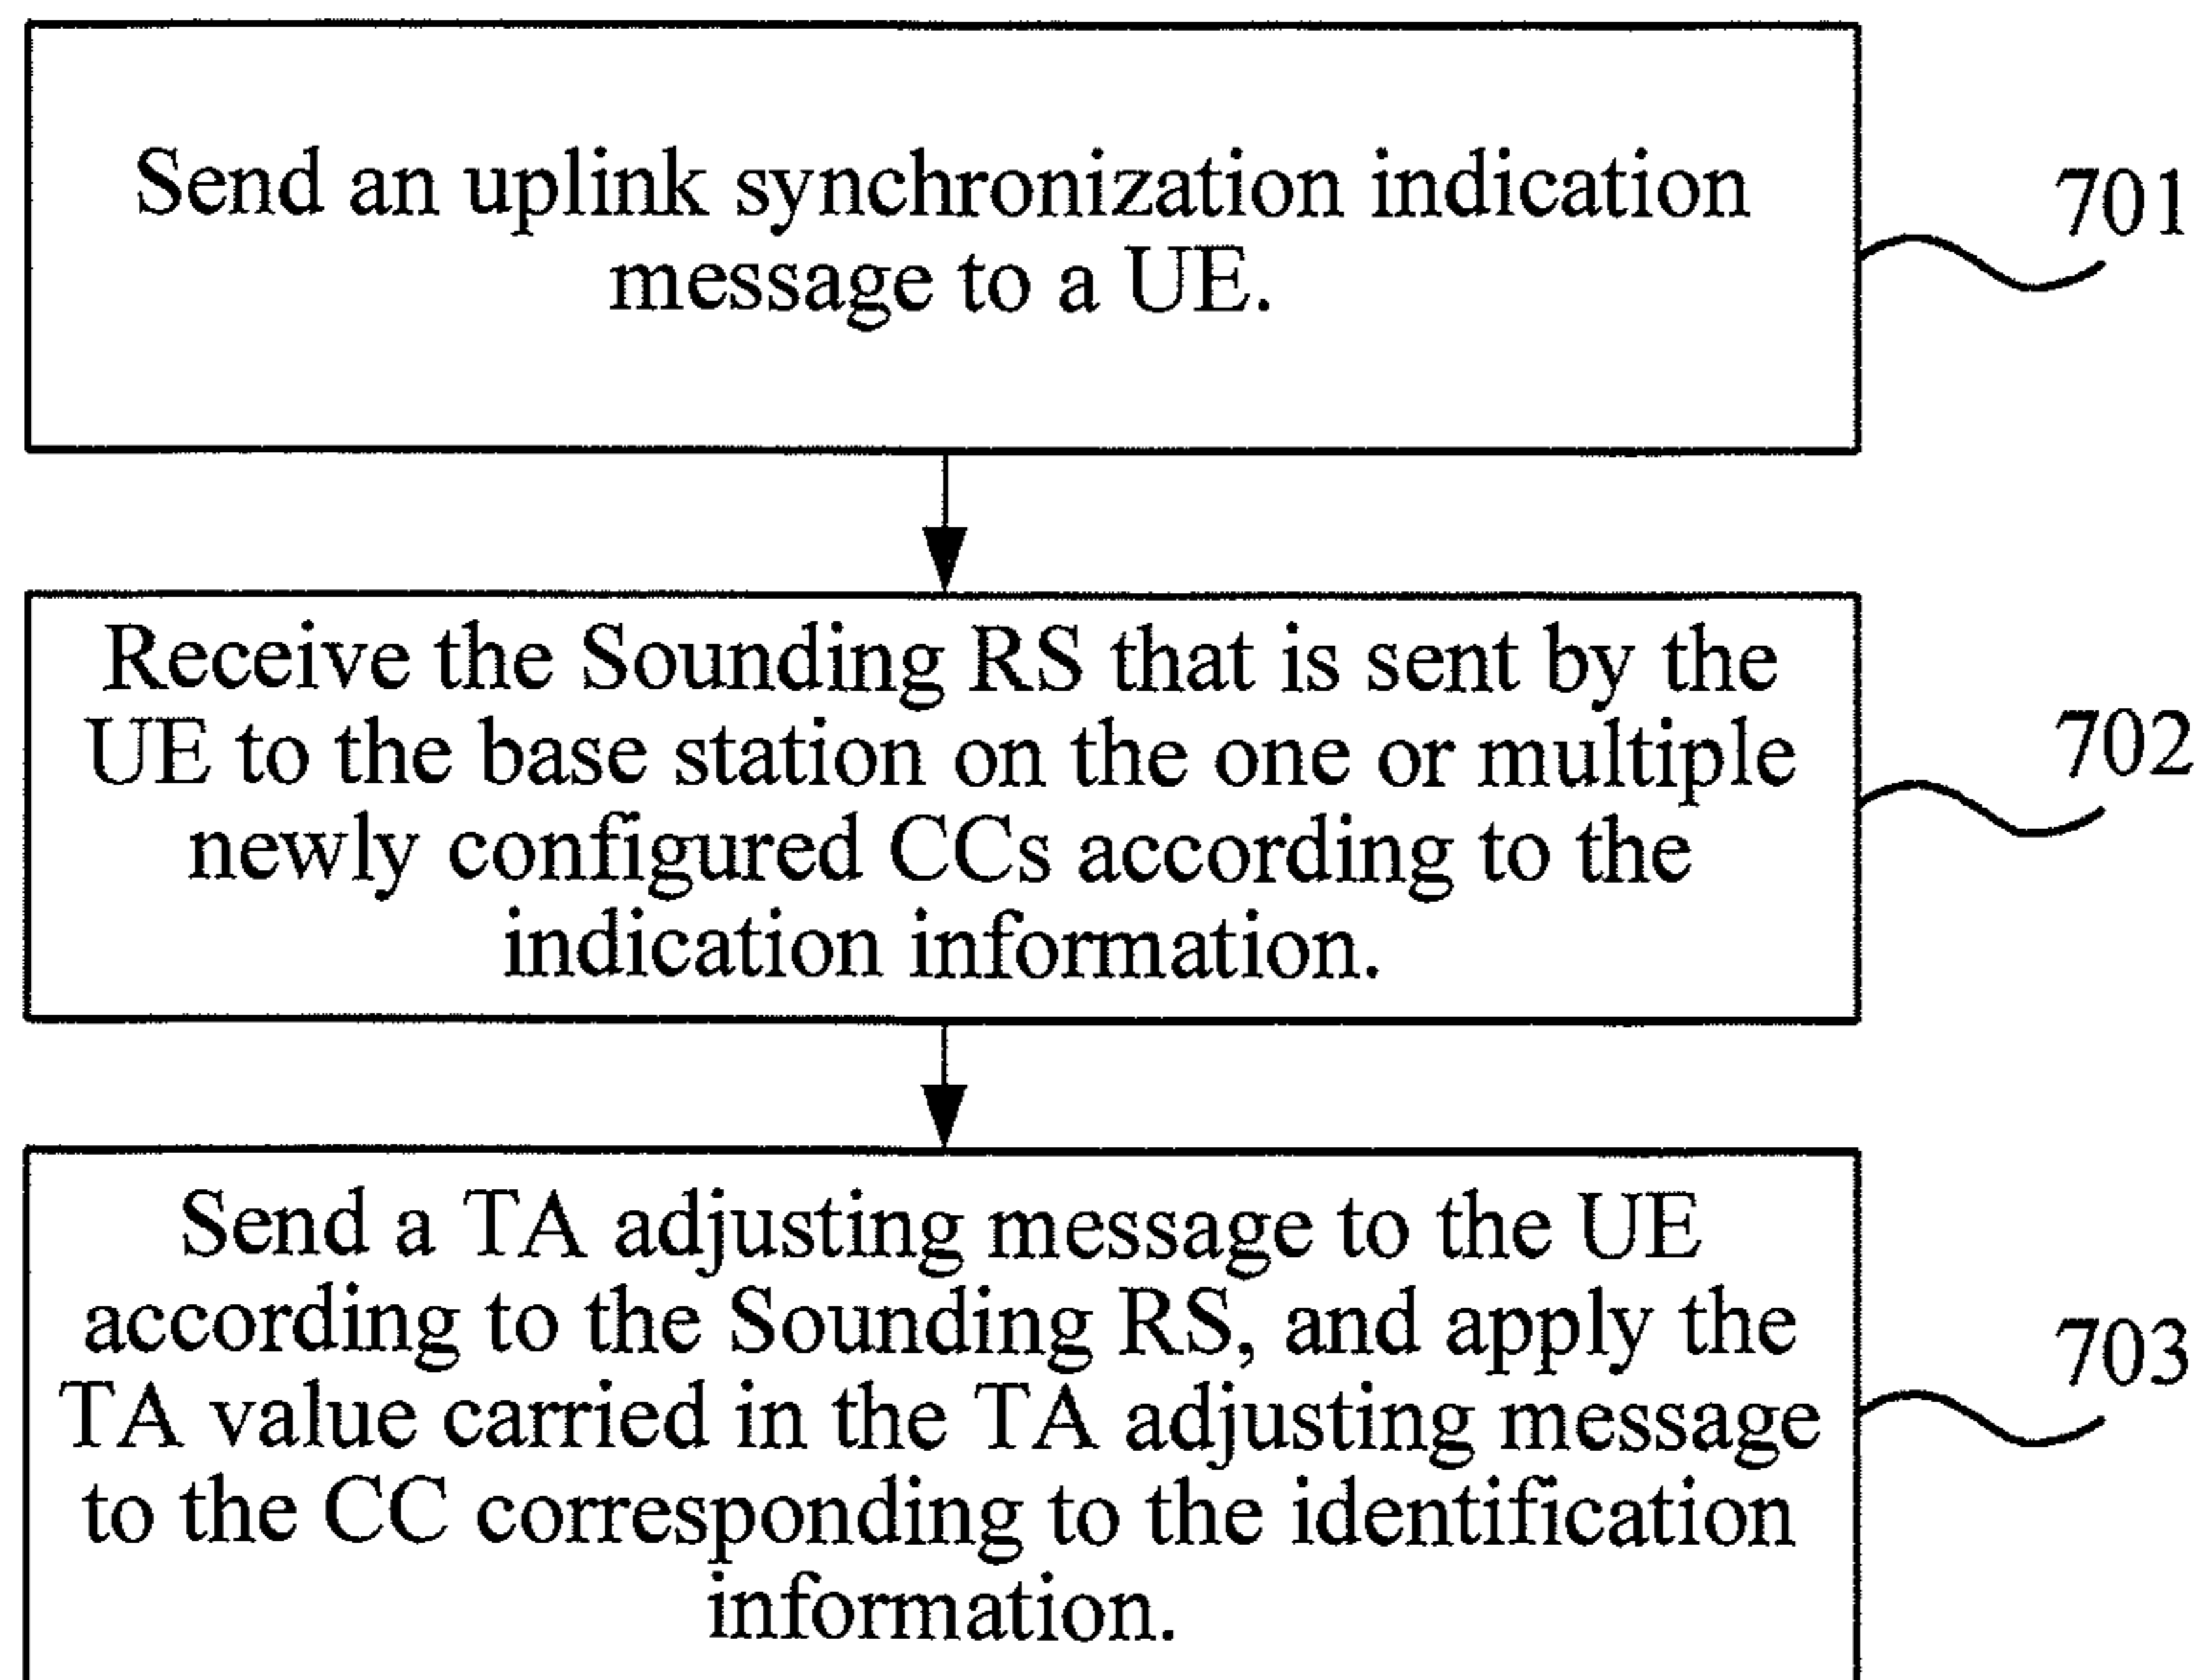 Send an uplink synchronization indication
message to a UE.
701
Receive the Sounding RS that is sent by the
UE to the base station on the one or multiple
newly configured CCs according to the
indication information.
702
Send a TA adjusting message to the UE
according to the Sounding RS, and apply the
TA value carried in the TA adjusting message
to the CC corresponding to the identification
information.
703